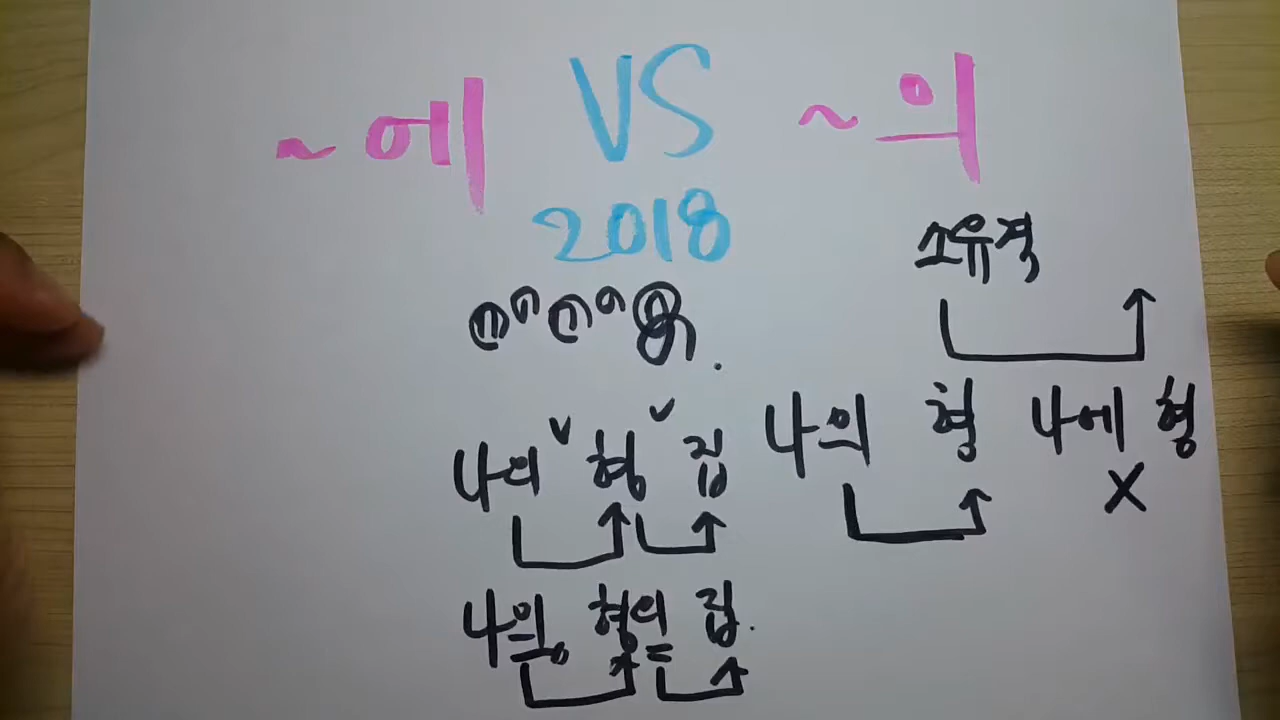 ~에 VS ~의
2018
소유격
나의 형 나에 형
X
나의 형 집
나의 형의 집.